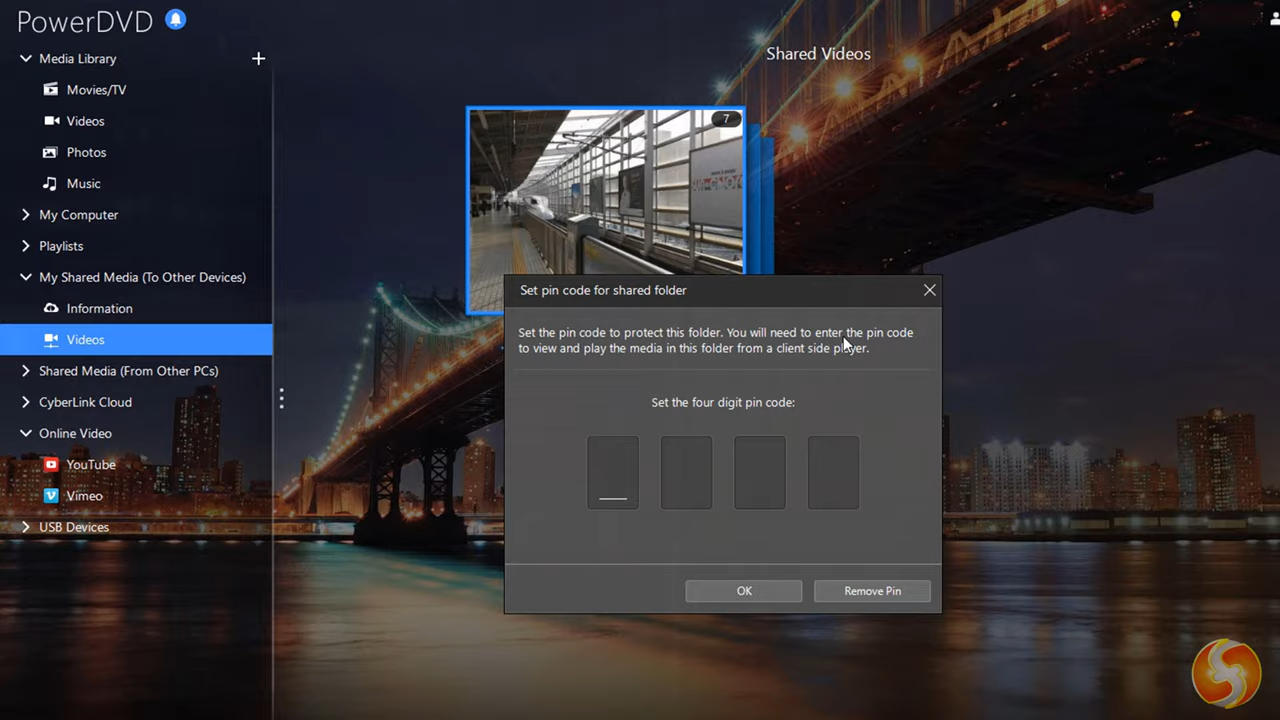 PowerDVD
Media Library
Movies/TV
Videos
Photos
Music
My Computer
Playlists
My Shared Media (To Other Devices)
Information
Videos
Shared Media (From Other PCs)
CyberLink Cloud
Online Video
YouTube
Vimeo
USB Devices
Shared Videos
7
Set pin code for shared folder
Set the pin code to protect this folder. You will need to enter the pin code
to view and play the media in this folder from a client side player.
Set the four digit pin code:
OK
Remove Pin